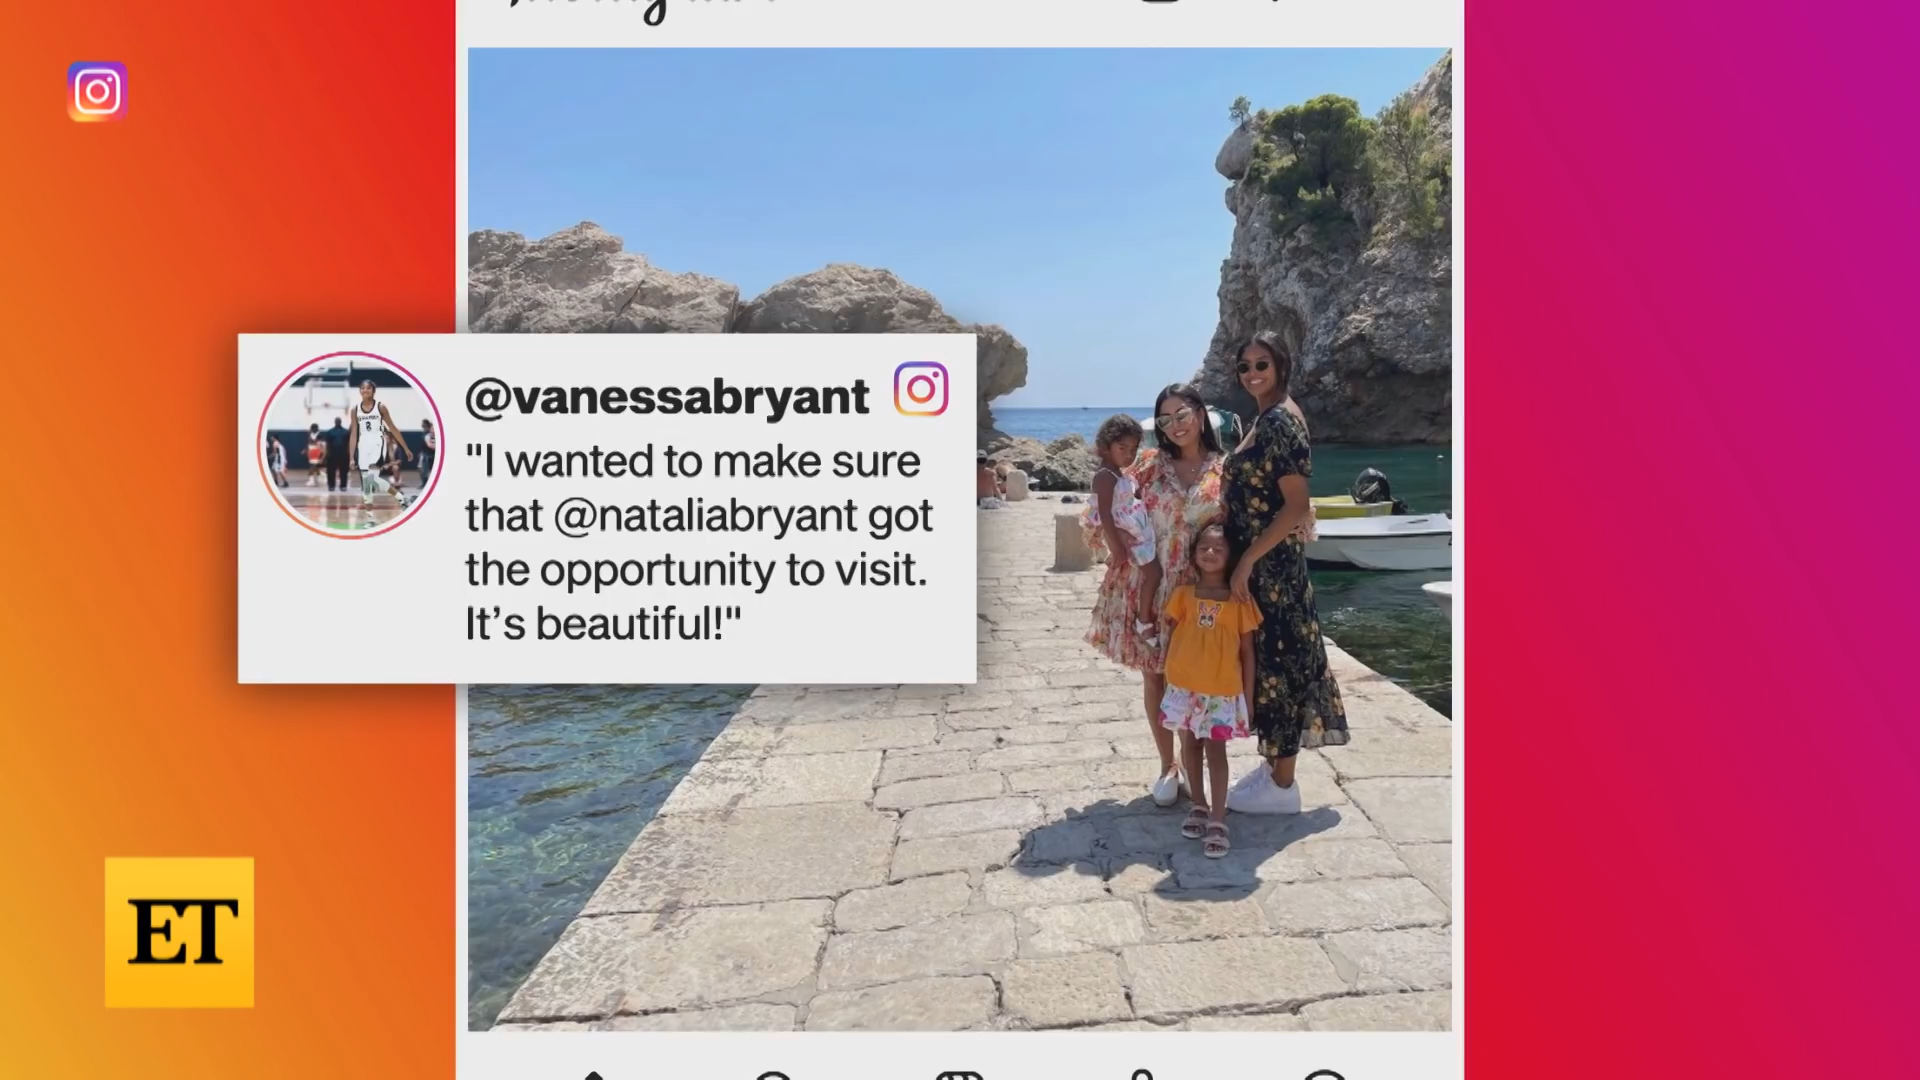 @vanessabryant
"I wanted to make sure
that @nataliabryant got
the opportunity to visit.
It’s beautiful!"
ET